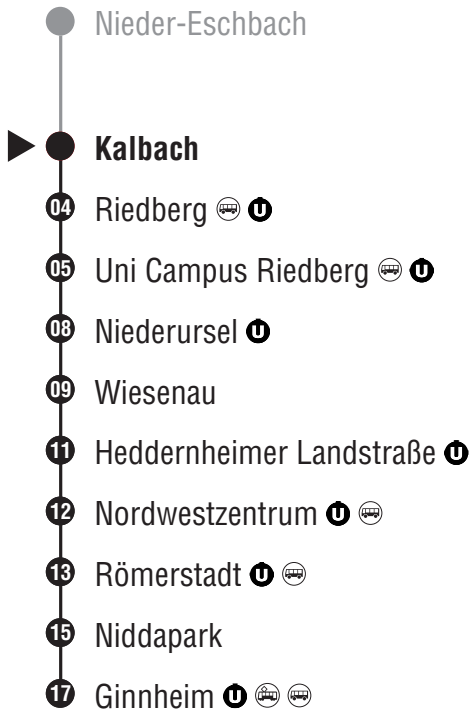 Nieder-Eschbach
Kalbach
04 Riedberg U
05 Uni Campus Riedberg U
08 Niederursel U
09 Wiesenau
11 Heddernheimer Landstraße U
12 Nordwestzentrum U
13 Römerstadt U
15 Niddapark
17 Ginnheim U